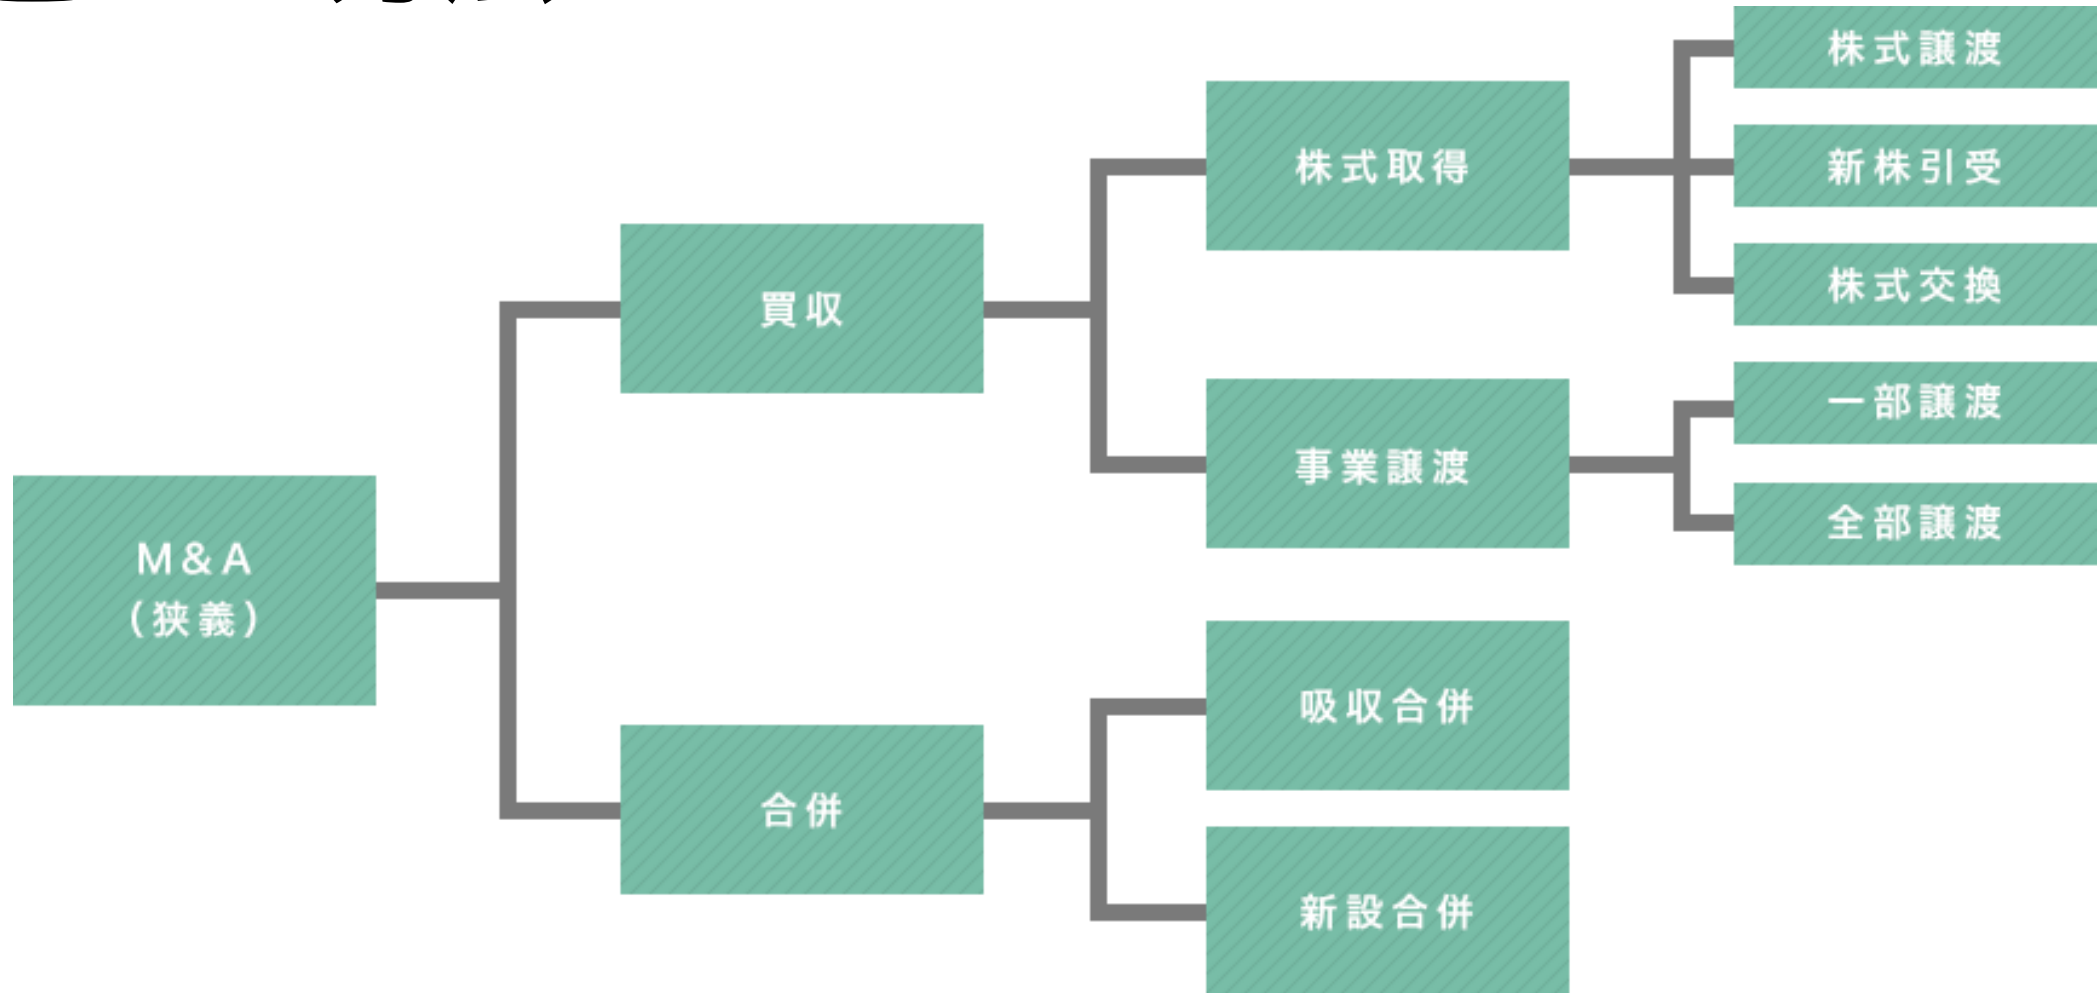 株式譲渡
株式取得
新株引受
買収
株式交換
事業譲渡
一部譲渡
全部譲渡
M&A
(狭義)
吸収合併
合併
新設合併